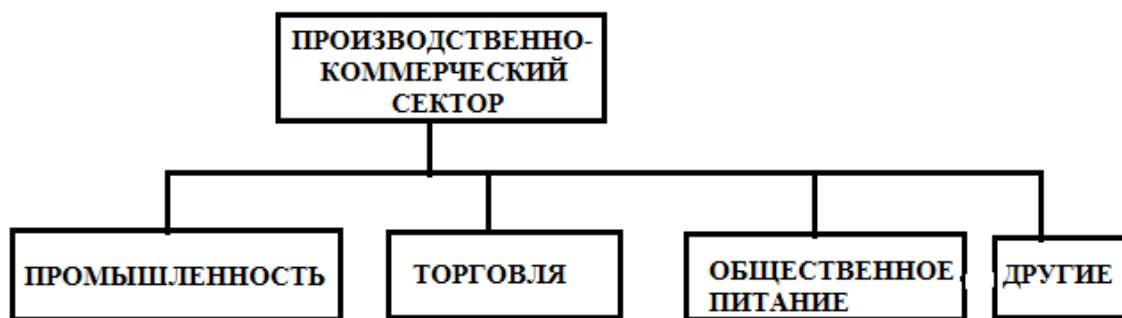 ПРОИЗВОДСТВЕННО-
КОММЕРЧЕСКИЙ
СЕКТОР
ПРОМЫШЛЕННОСТЬ
ТОРГОВЛЯ
ОБЩЕСТВЕННОЕ
ПИТАНИЕ
ДРУГИЕ